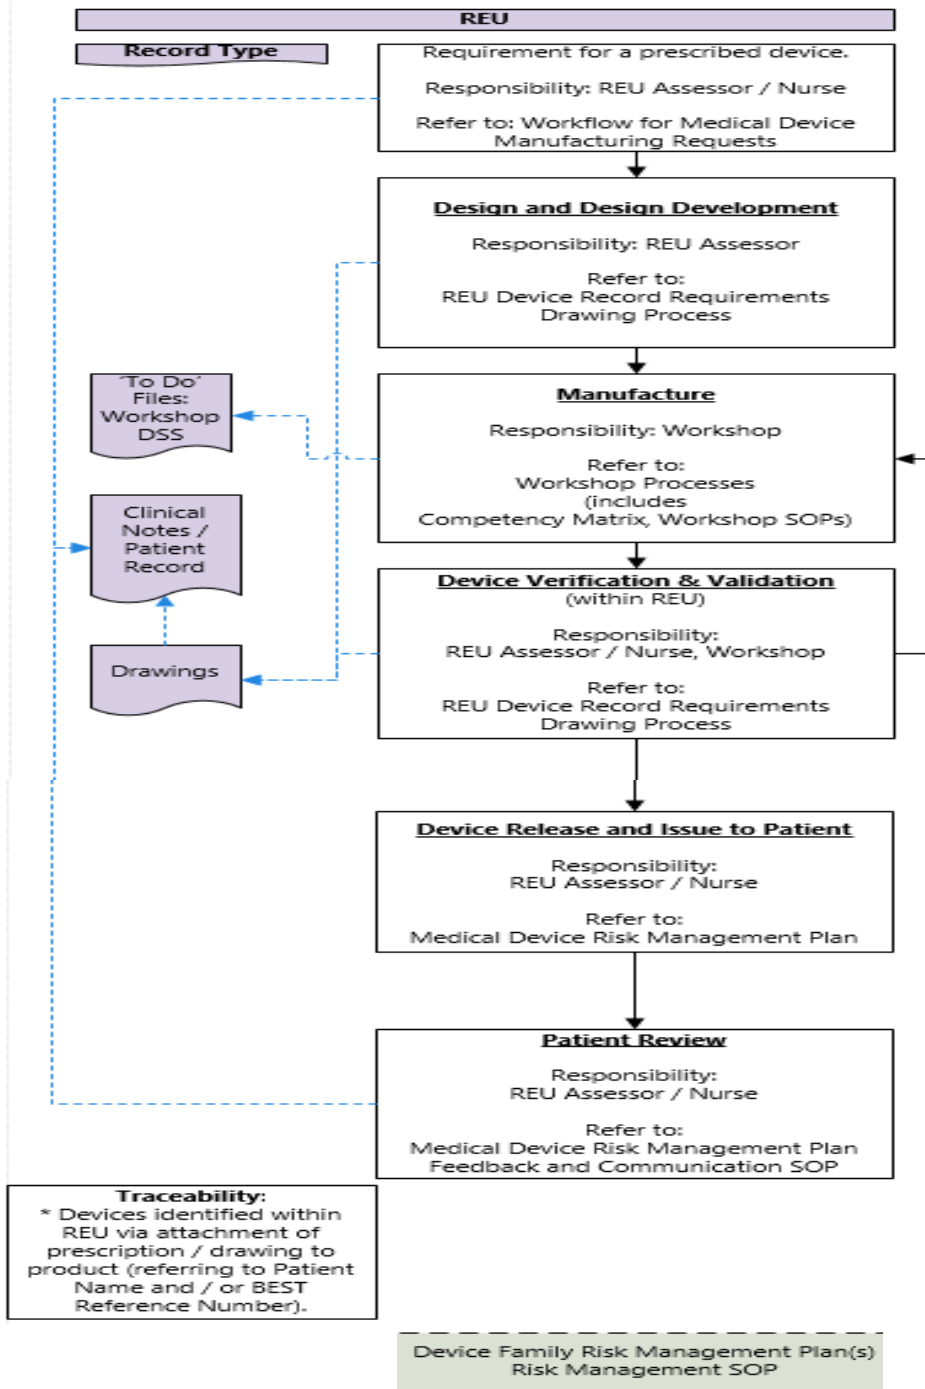 REU
Record Type
Requirement for a prescribed device.
Responsibility: REU Assessor / Nurse
Refer to: Workflow for Medical Device
Manufacturing Requests
Design and Design Development
Responsibility: REU Assessor
Refer to:
REU Device Record Requirements
Drawing Process
'To Do'
Files:
Workshop
DSS
Manufacture
Responsibility: Workshop
Refer to:
Workshop Processes
(includes
Competency Matrix, Workshop SOPs)
Clinical
Notes /
Patient
Record
Device Verification & Validation
(within REU)
Responsibility:
REU Assessor / Nurse, Workshop
Refer to:
REU Device Record Requirements
Drawing Process
Drawings
Device Release and Issue to Patient
Responsibility:
REU Assessor / Nurse
Refer to:
Medical Device Risk Management Plan
Patient Review
Responsibility:
REU Assessor / Nurse
Refer to:
Medical Device Risk Management Plan
Feedback and Communication SOP
Traceability:
* Devices identified within
REU via attachment of
prescription / drawing to
product (referring to Patient
Name and / or BEST
Reference Number).
Device Family Risk Management Plan(s)
Risk Management SOP